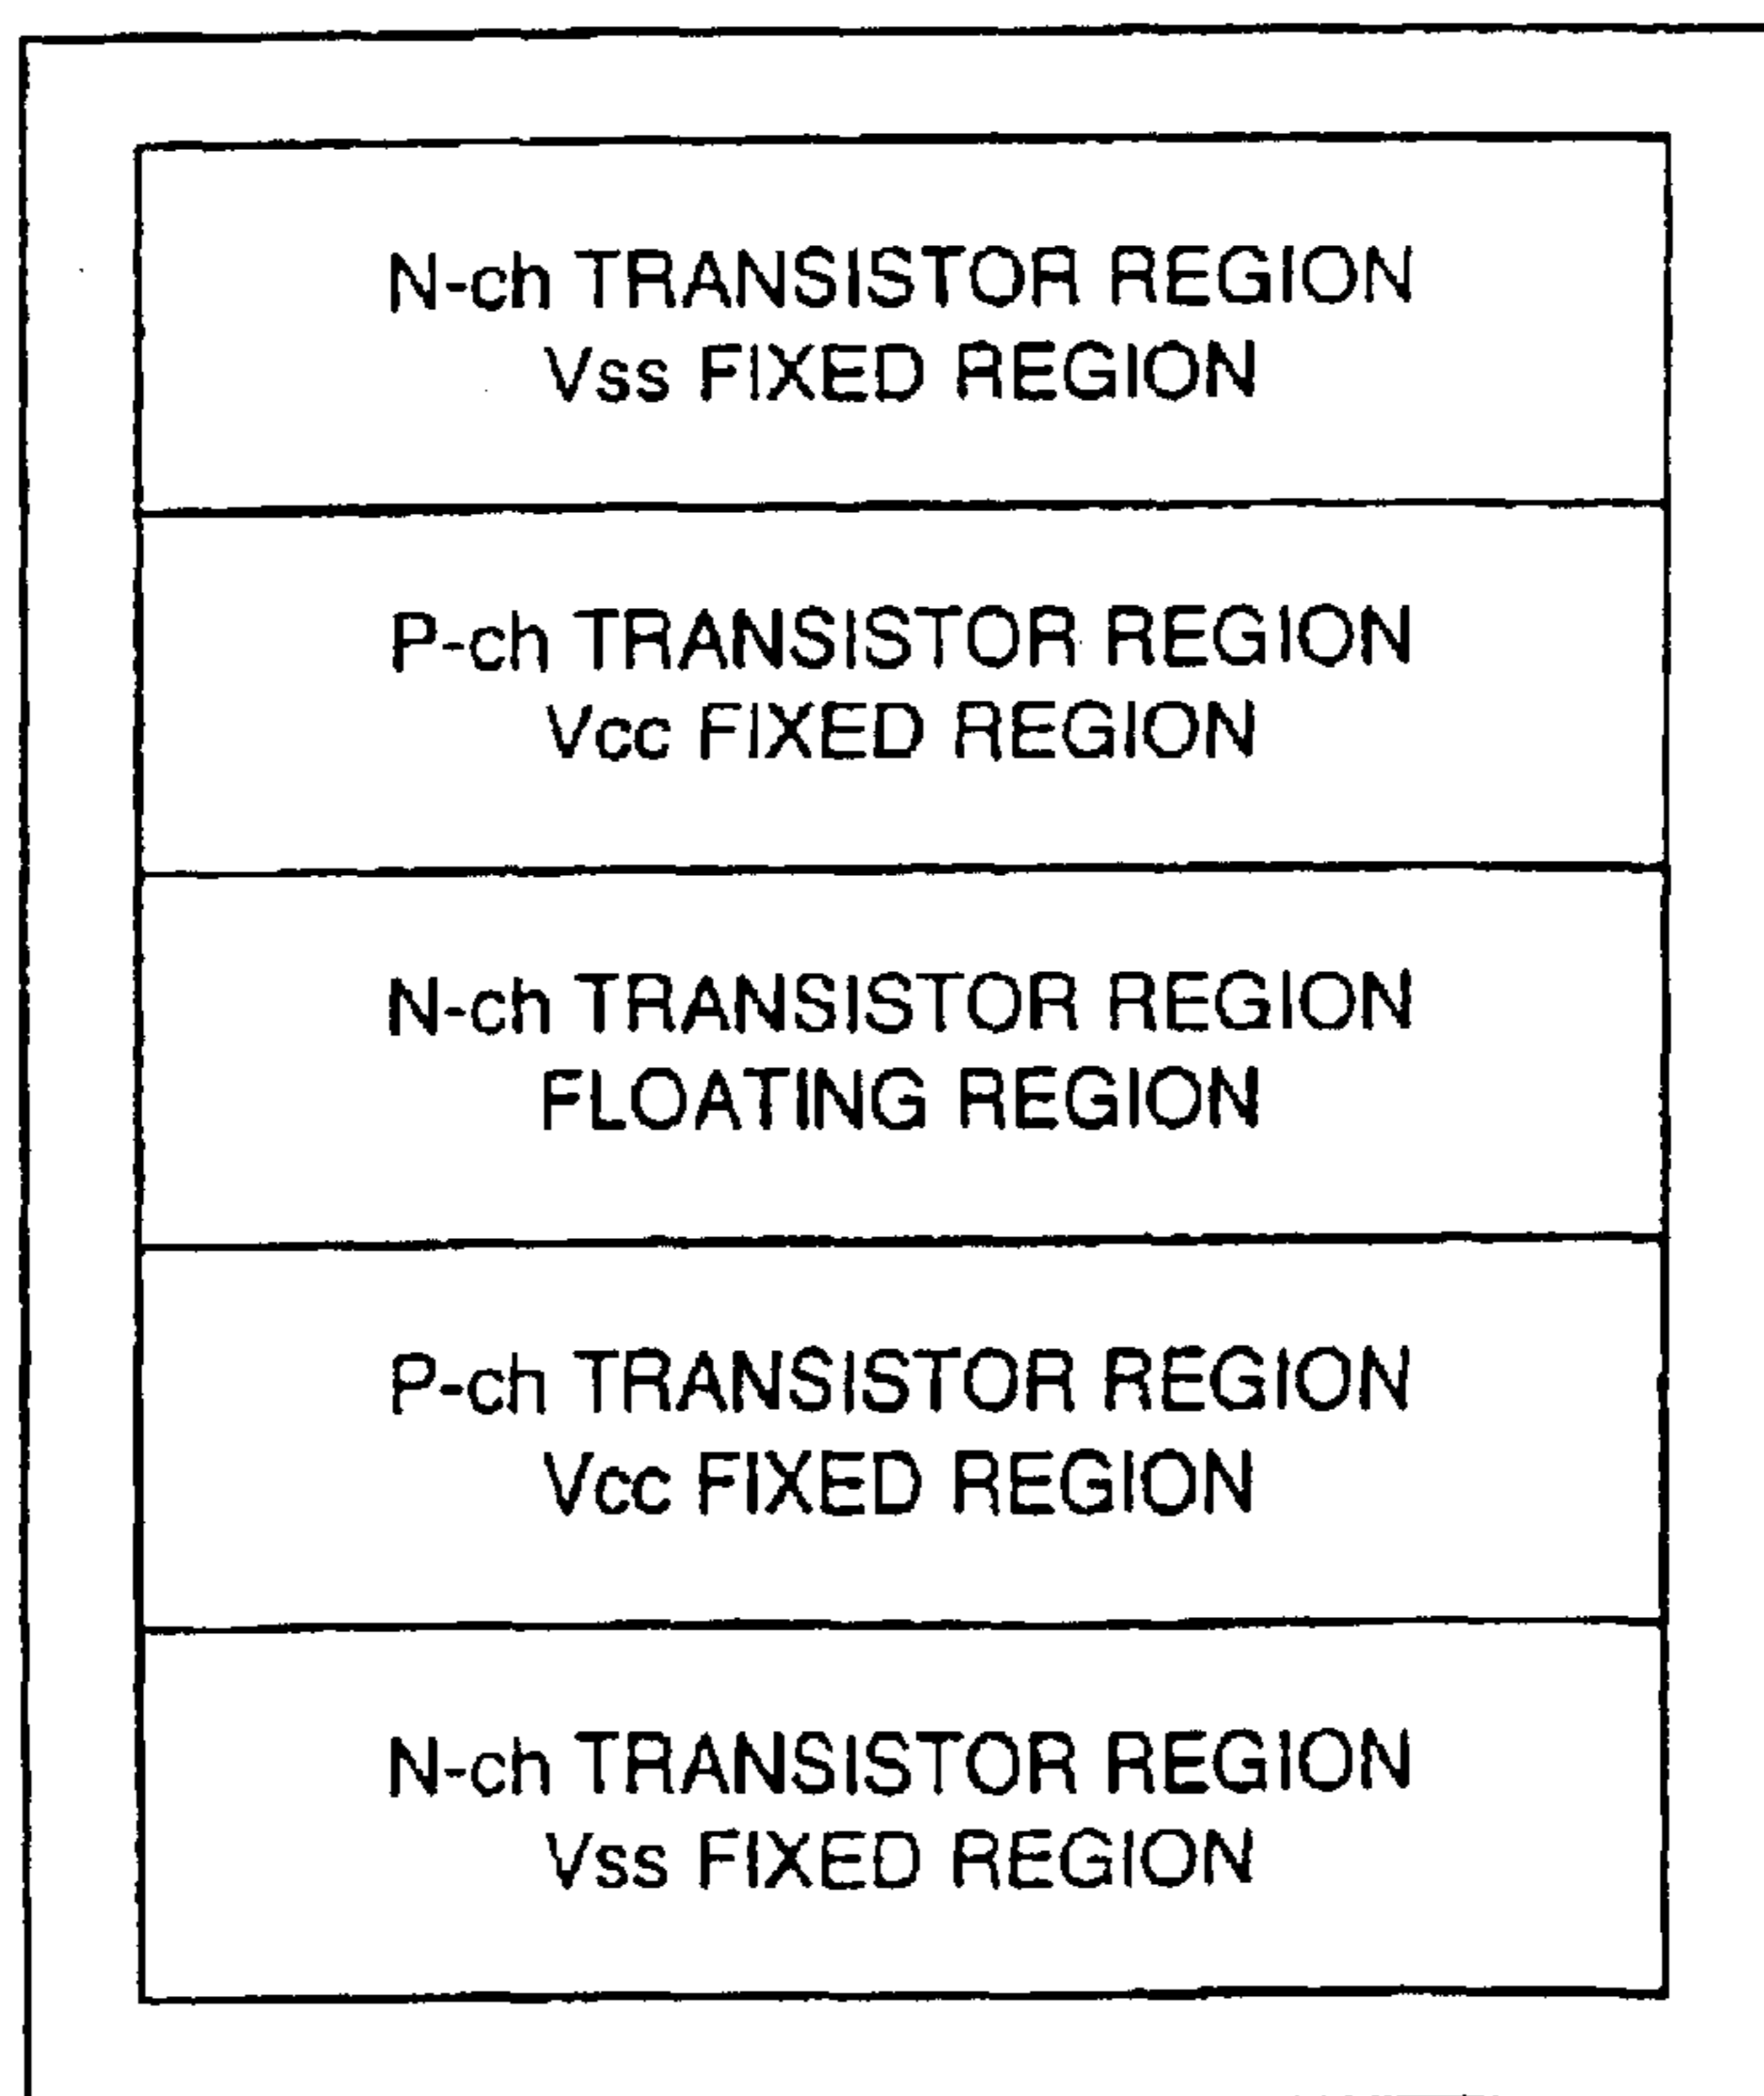 N-ch TRANSISTOR REGION
Vss FIXED REGION
P-ch TRANSISTOR REGION
Vcc FIXED REGION
N-ch TRANSISTOR REGION
FLOATING REGION
P-ch TRANSISTOR REGION
Vcc FIXED REGION
N-ch TRANSISTOR REGION
Vss FIXED REGION